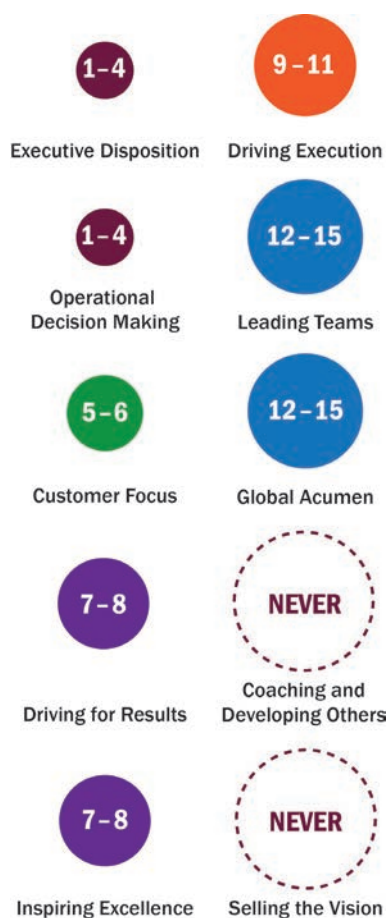 1–4
9–11
Executive Disposition
Driving Execution
1–4
12–15
Operational
Decision Making
Leading Teams
5–6
12–15
Customer Focus
Global Acumen
7–8
NEVER
Driving for Results
Coaching and
Developing Others
7–8
NEVER
Inspiring Excellence
Selling the Vision